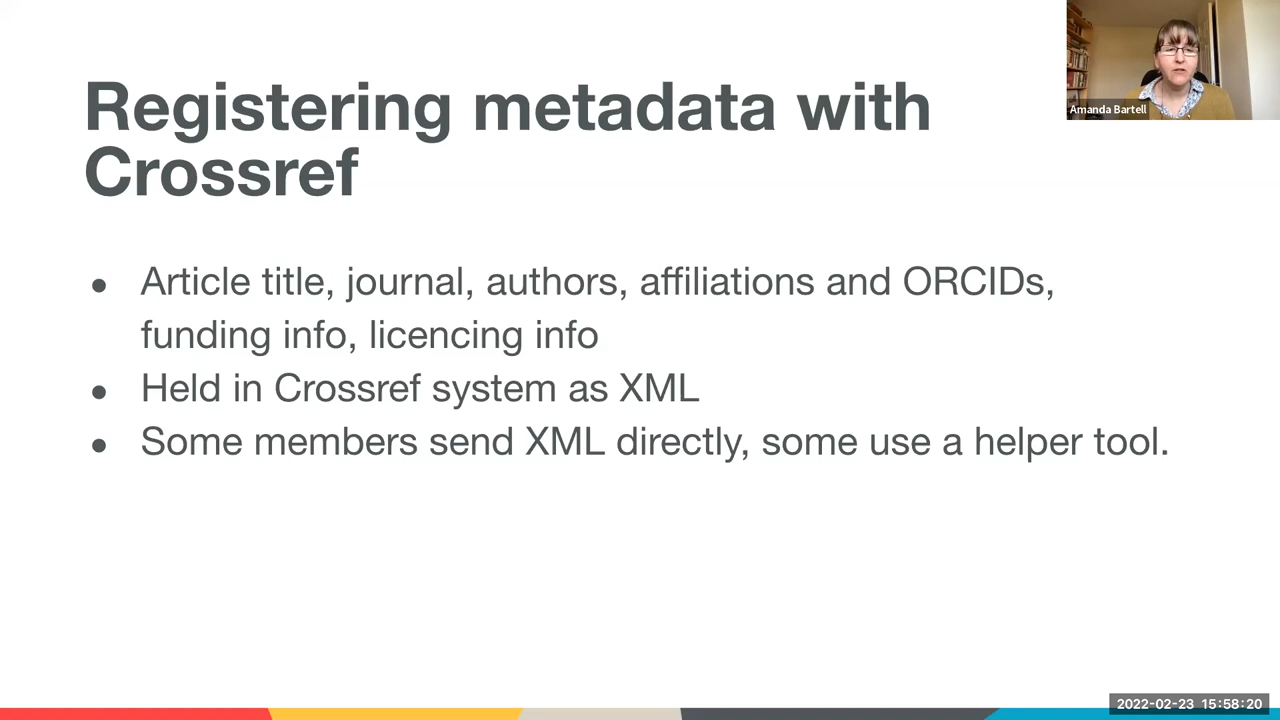 Registering metadata with
Crossref
Amanda Bartell
● Article title, journal, authors, affiliations and ORCIDs,
funding info, licencing info
● Held in Crossref system as XML
● Some members send XML directly, some use a helper tool.
2022-02-23 15:58:20